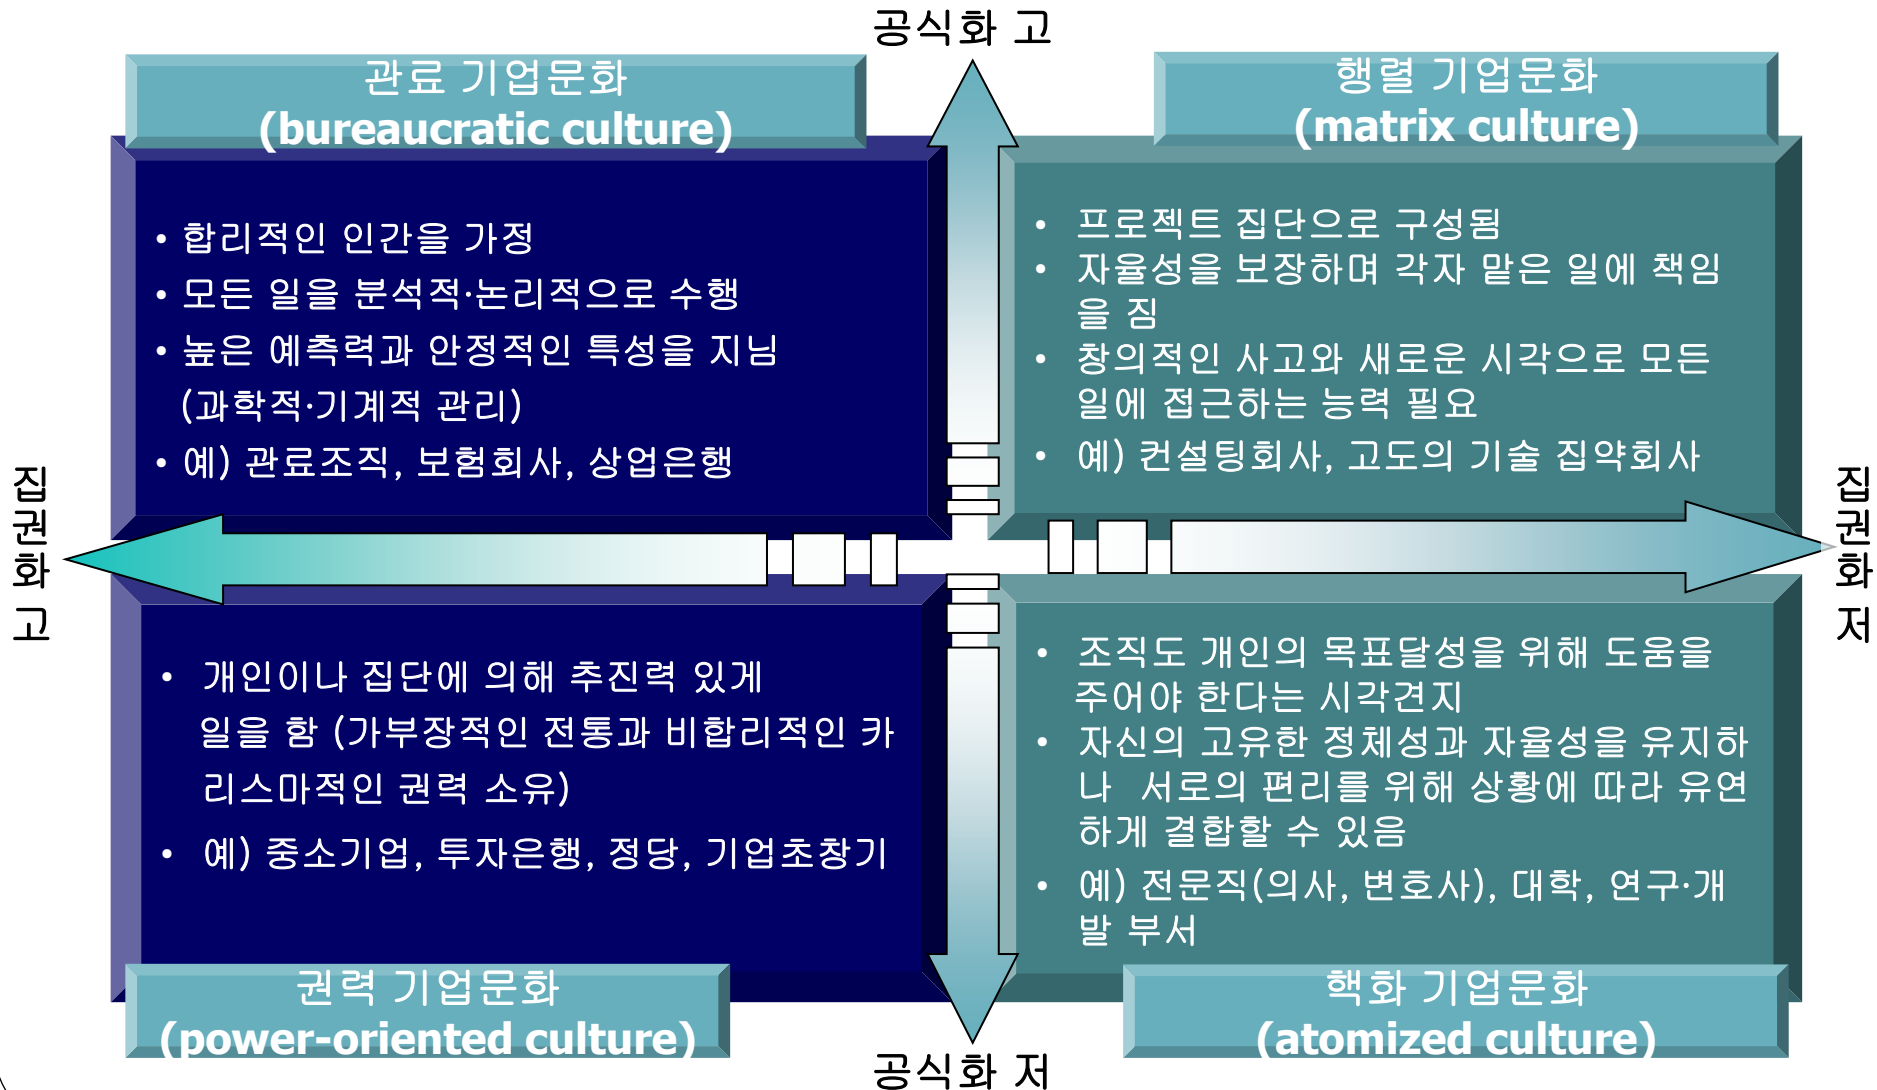 공식화 고
관료 기업문화
(bureaucratic culture)
• 합리적인 인간을 가정
• 모든 일을 분석적·논리적으로 수행
• 높은 예측력과 안정적인 특성을 지님
(과학적·기계적 관리)
• 예) 관료조직, 보험회사, 상업은행
행렬 기업문화
(matrix culture)
• 프로젝트 집단으로 구성됨
• 자율성을 보장하며 각자 맡은 일에 책임
을 짐
• 창의적인 사고와 새로운 시각으로 모든
일에 접근하는 능력 필요
• 예) 컨설팅회사, 고도의 기술 집약회사
집권화 고
집권화 저
• 개인이나 집단에 의해 추진력 있게
일을 함 (가부장적인 전통과 비합리적인 카
리스마적인 권력 소유)
• 예) 중소기업, 투자은행, 정당, 기업초창기
권력 기업문화
(power-oriented culture)
• 조직도 개인의 목표달성을 위해 도움을
주어야 한다는 시각견지
• 자신의 고유한 정체성과 자율성을 유지하
나 서로의 편리를 위해 상황에 따라 유연
하게 결합할 수 있음
• 예) 전문직(의사, 변호사), 대학, 연구·개
발 부서
핵화 기업문화
(atomized culture)
공식화 저